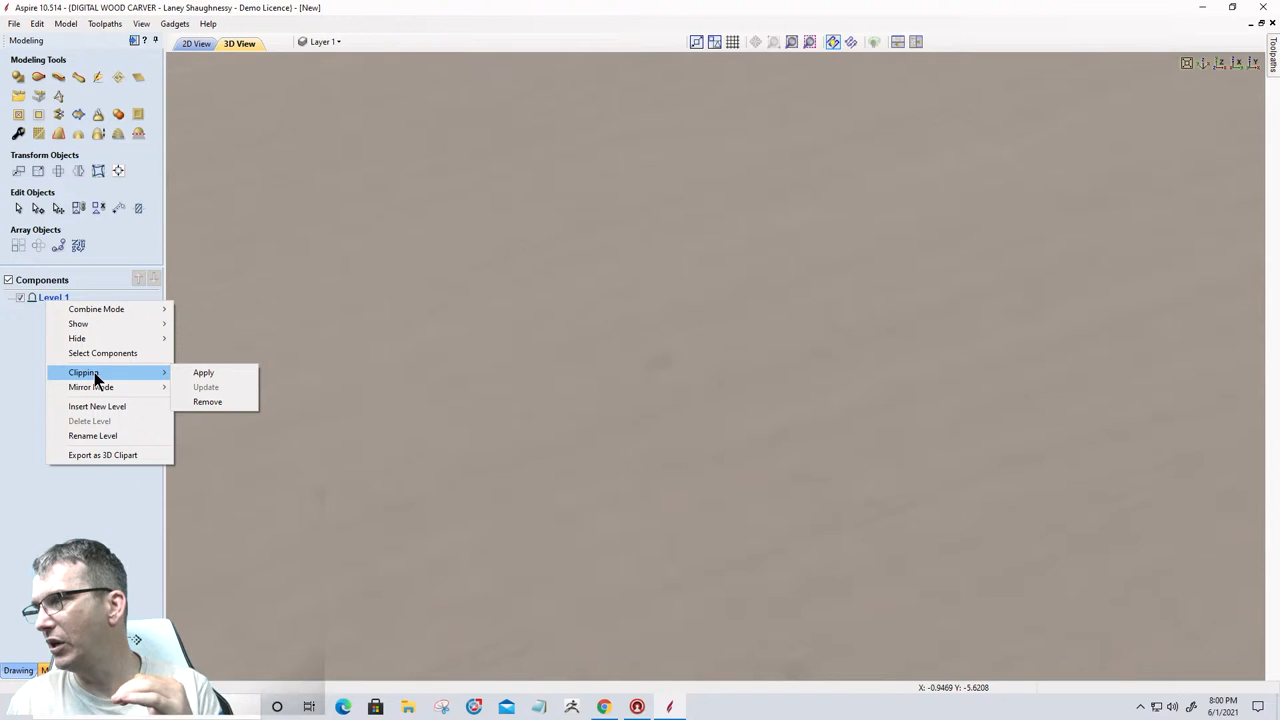 Aspire 10.514 - {DIGITAL WOOD CARVER - Laney Shaughnessy - Demo Licence} - [New]
File Edit Model Toolpaths View Gadgets Help
Modeling
2D View 3D View Layer 1
Toolpaths
Modeling Tools
Transform Objects
Edit Objects
Array Objects
Components
Level 1
Combine Mode
Show
Hide
Select Components
Clipping
Mirror Mode
Insert New Level
Delete Level
Rename Level
Export as 3D Clipart
Apply
Update
Remove
Drawing
X: -0.9469 Y: -5.6208
8:00 PM
6/1/2021